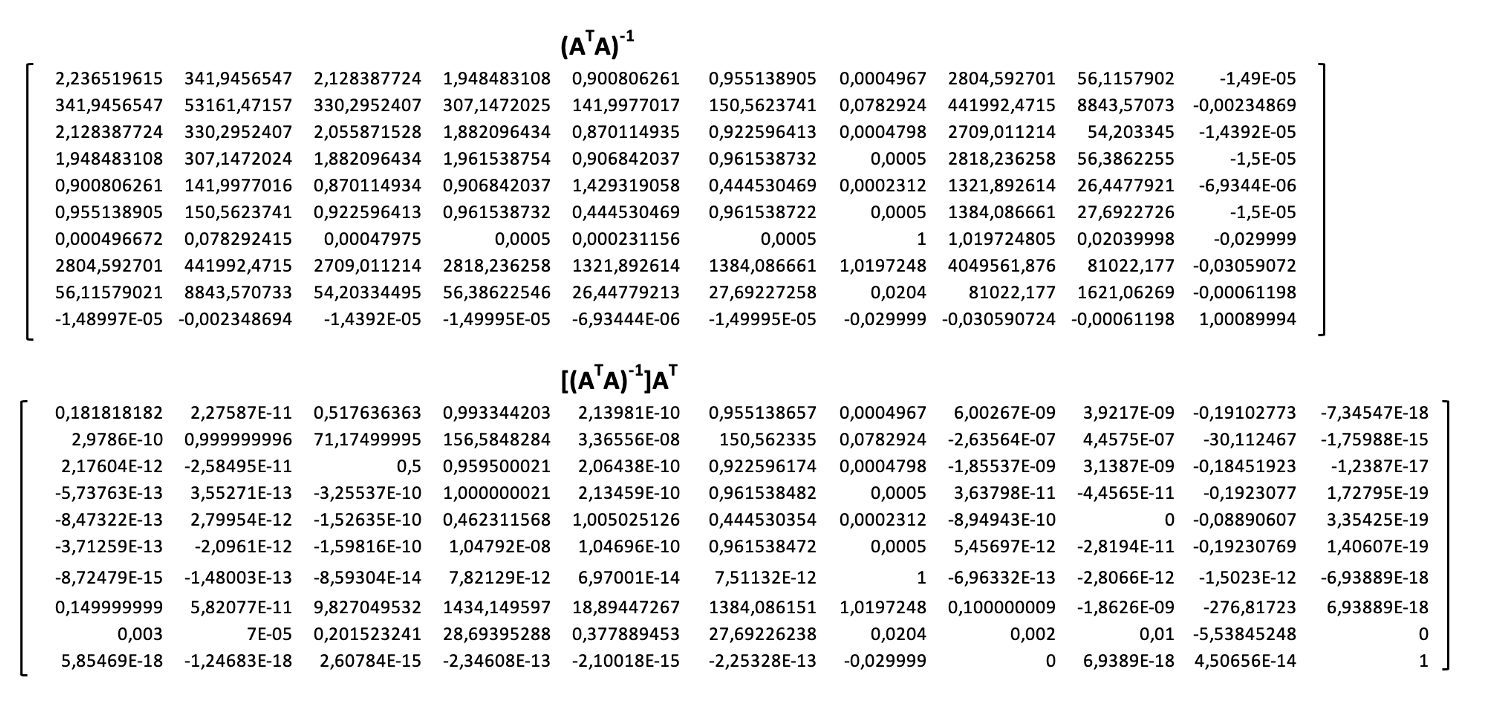 (AᵀA)⁻¹
2,236519615 341,9456547 2,128387724 1,948483108 0,900806261 0,955138905 0,0004967 2804,592701 56,1157902 -1,49E-05
341,9456547 53161,47157 330,2952407 307,1472025 141,9977017 150,5623741 0,0782924 441992,4715 8843,57073 -0,00234869
2,128387724 330,2952407 2,055871528 1,882096434 0,870114935 0,922596413 0,0004798 2709,011214 54,203345 -1,4392E-05
1,948483108 307,1472024 1,882096434 1,961538754 0,906842037 0,961538732 0,0005 2818,236258 56,3862255 -1,5E-05
0,900806261 141,9977016 0,870114934 0,906842037 1,429319058 0,444530469 0,0002312 1321,892614 26,4477921 -6,9344E-06
0,955138905 150,5623741 0,922596413 0,961538732 0,444530469 0,961538722 0,0005 1384,086661 27,6922726 -1,5E-05
0,000496672 0,078292415 0,00047975 0,0005 0,000231156 0,0005 1 1,019724805 0,02039998 -0,029999
2804,592701 441992,4715 2709,011214 2818,236258 1321,892614 1384,086661 1,0197248 4049561,876 81022,177 -0,03059072
56,11579021 8843,570733 54,20334495 56,38622546 26,44779213 27,69227258 0,0204 81022,177 1621,06269 -0,00061198
-1,48997E-05 -0,002348694 -1,4392E-05 -1,49995E-05 -6,93444E-06 -1,49995E-05 -0,029999 -0,030590724 -0,00061198 1,00089994
[(AᵀA)⁻¹]Aᵀ
0,181818182 2,27587E-11 0,517636363 0,993344203 2,13981E-10 0,955138657 0,0004967 6,00267E-09 3,9217E-09 -0,19102773 -7,34547E-18
2,9786E-10 0,999999996 71,17499995 156,5848284 3,36556E-08 150,562335 0,0782924 -2,63564E-07 4,4575E-07 -30,112467 -1,75988E-15
2,17604E-12 -2,58495E-11 0,5 0,959500021 2,06438E-10 0,922596174 0,0004798 -1,85537E-09 3,1387E-09 -0,18451923 -1,2387E-17
-5,73763E-13 3,55271E-13 -3,25537E-10 1,000000021 2,13459E-10 0,961538482 0,0005 3,63798E-11 -4,4565E-11 -0,1923077 1,72795E-19
-8,47322E-13 2,79954E-12 -1,52635E-10 0,462311568 1,005025126 0,444530354 0,0002312 -8,94943E-10 0 -0,08890607 3,35425E-19
-3,71259E-13 -2,0961E-12 -1,59816E-10 1,04792E-08 1,04696E-10 0,961538472 0,0005 5,45697E-12 -2,8194E-11 -0,19230769 1,40607E-19
-8,72479E-15 -1,48003E-13 -8,59304E-14 7,82129E-12 6,97001E-14 7,51132E-12 1 -6,96332E-13 -2,8066E-12 -1,5023E-12 -6,93889E-18
0,149999999 5,82077E-11 9,827049532 1434,149597 18,89447267 1384,086151 1,0197248 0,100000009 -1,8626E-09 -276,81723 6,93889E-18
0,003 7E-05 0,201523241 28,69395288 0,377889453 27,69226238 0,0204 0,002 0,01 -5,53845248 0
5,85469E-18 -1,24683E-18 2,60784E-15 -2,34608E-13 -2,10018E-15 -2,25328E-13 -0,029999 0 6,9389E-18 4,50656E-14 1